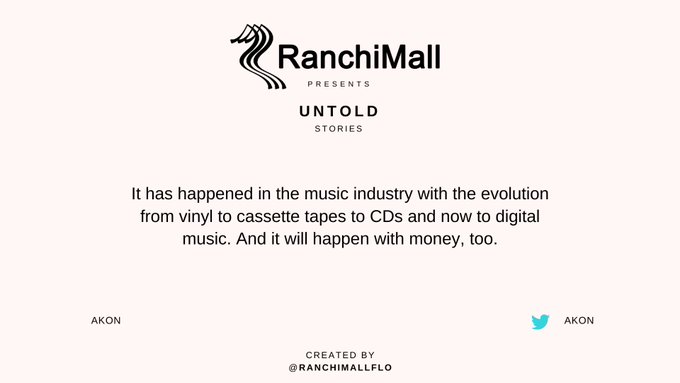 RanchiMall
PRESENTS
UNTOLD
STORIES
It has happened in the music industry with the evolution
from vinyl to cassette tapes to CDs and now to digital
music. And it will happen with money, too.
AKON
AKON
CREATED BY
@RANCHIMALLFLO